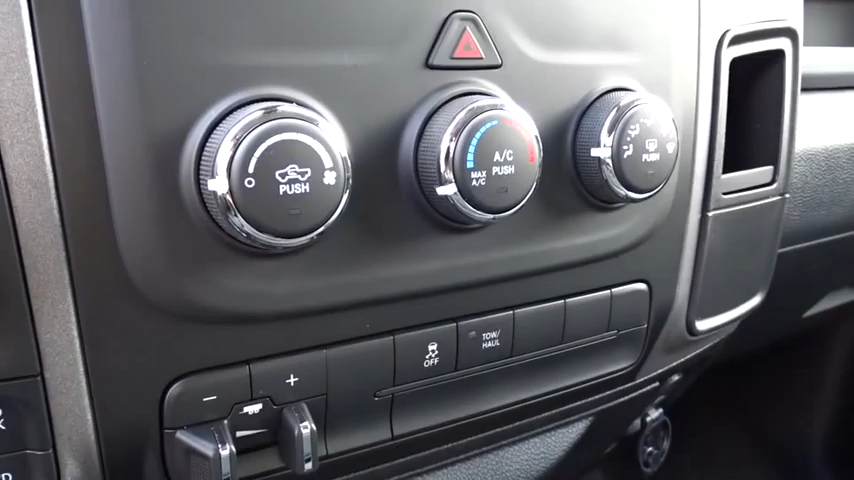 PUSH
A/C
PUSH
MAX
A/C
PUSH
OFF
TOW/
HAUL
- +